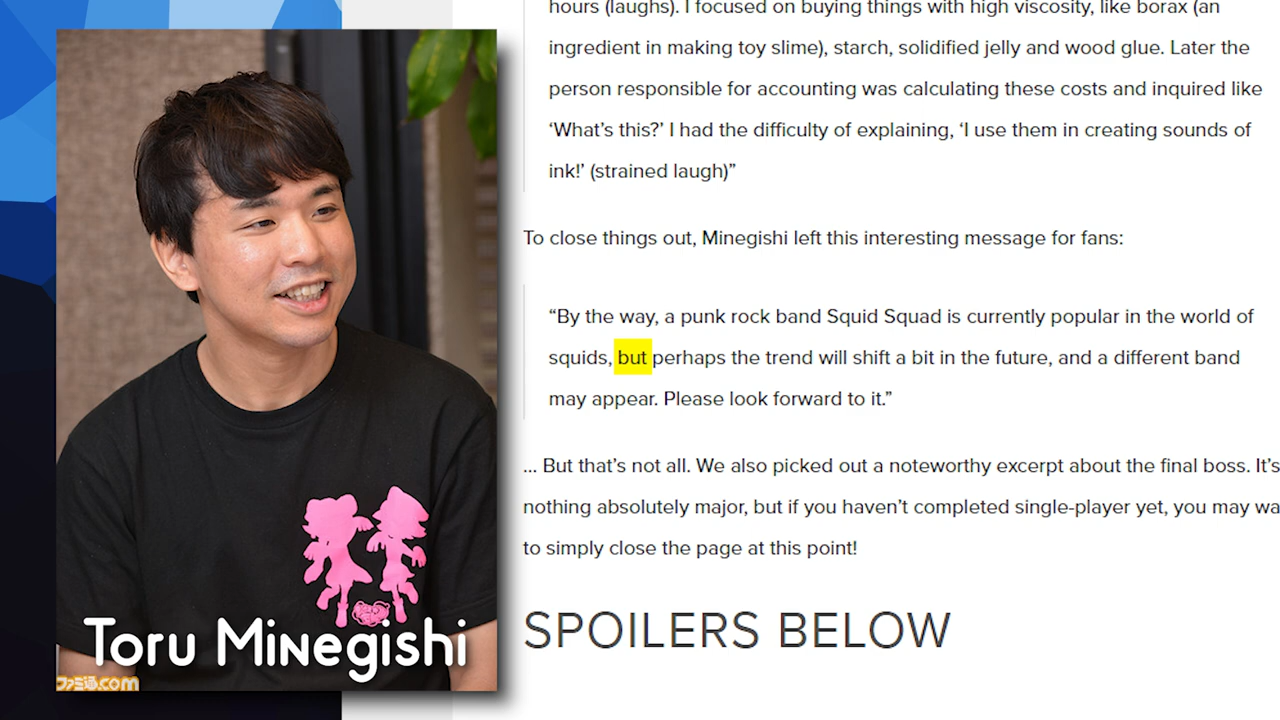 hours (laughs). I focused on buying things with high viscosity, like borax (an
ingredient in making toy slime), starch, solidified jelly and wood glue. Later the
person responsible for accounting was calculating these costs and inquired like
‘What’s this?’ I had the difficulty of explaining, ‘I use them in creating sounds of
ink!’ (strained laugh)”
To close things out, Minegishi left this interesting message for fans:
“By the way, a punk rock band Squid Squad is currently popular in the world of
squids, but perhaps the trend will shift a bit in the future, and a different band
may appear. Please look forward to it.”
... But that’s not all. We also picked out a noteworthy excerpt about the final boss. It’s
nothing absolutely major, but if you haven’t completed single-player yet, you may wa
to simply close the page at this point!
SPOILERS BELOW
Toru Minegishi
ファミ通.com